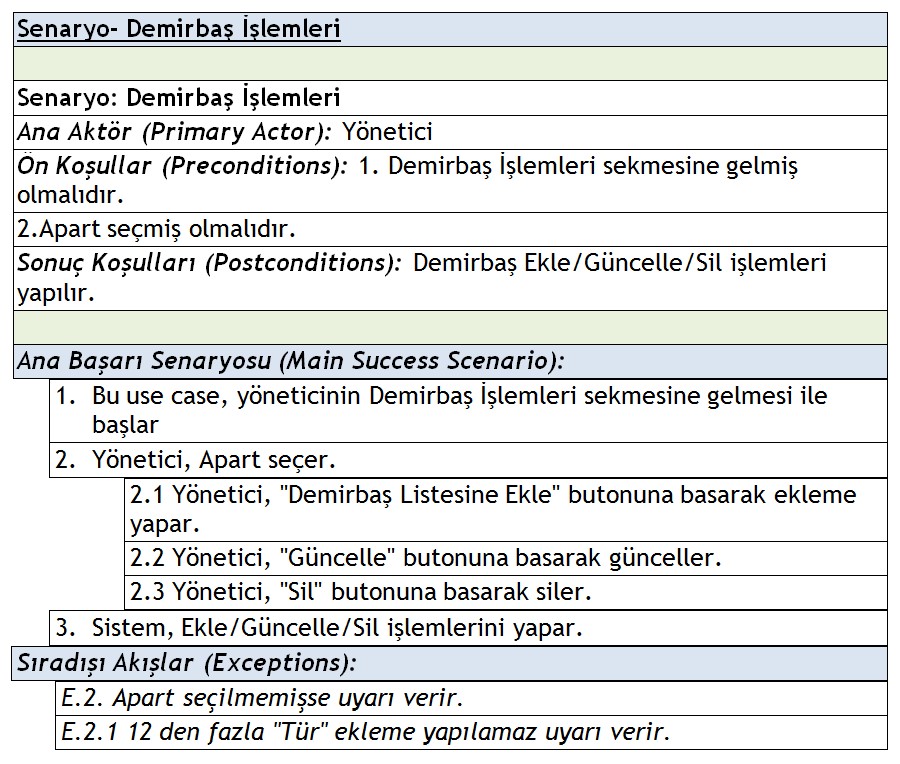 Senaryo- Demirbaş İşlemleri
Senaryo: Demirbaş İşlemleri
Ana Aktör (Primary Actor): Yönetici
Ön Koşullar (Preconditions): 1. Demirbaş İşlemleri sekmesine gelmiş
olmalıdır.
2.Apart seçmiş olmalıdır.
Sonuç Koşulları (Postconditions): Demirbaş Ekle/Güncelle/Sil işlemleri
yapılır.
Ana Başarı Senaryosu (Main Success Scenario):
1. Bu use case, yöneticinin Demirbaş İşlemleri sekmesine gelmesi ile
başlar
2. Yönetici, Apart seçer.
2.1 Yönetici, "Demirbaş Listesine Ekle" butonuna basarak ekleme
yapar.
2.2 Yönetici, "Güncelle" butonuna basarak günceller.
2.3 Yönetici, "Sil" butonuna basarak siler.
3. Sistem, Ekle/Güncelle/Sil işlemlerini yapar.
Sıradışı Akışlar (Exceptions):
E.2. Apart seçilmemişse uyarı verir.
E.2.1 12 den fazla "Tür" ekleme yapılamaz uyarı verir.